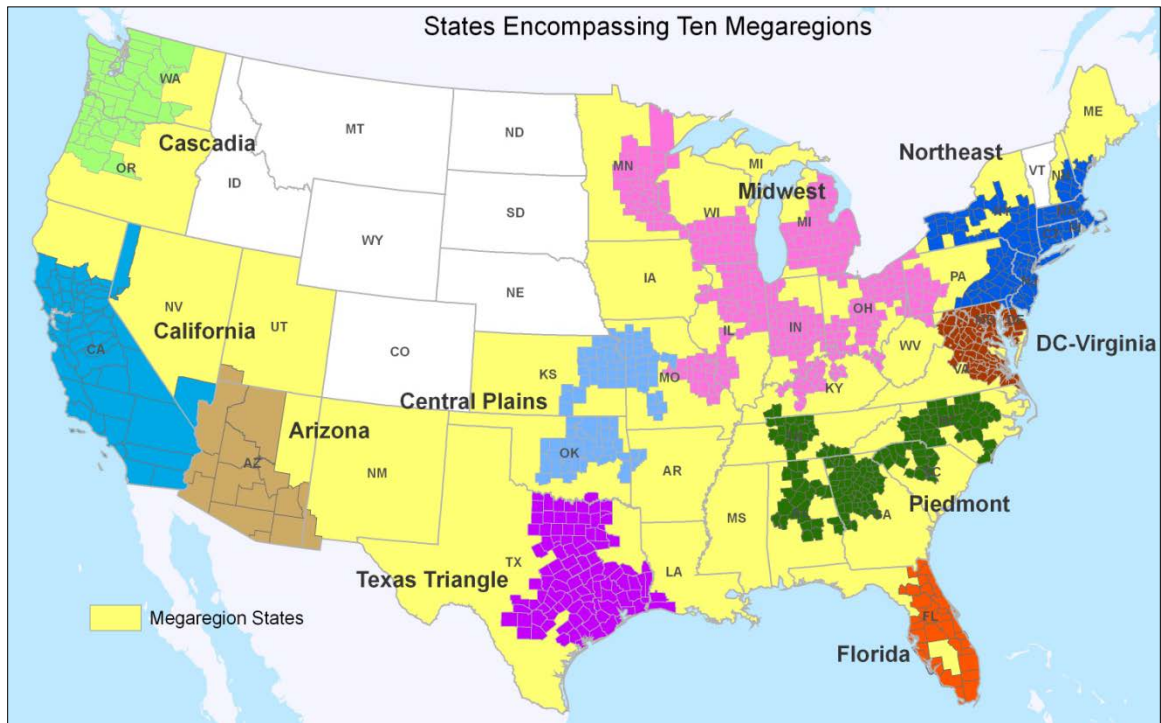 States Encompassing Ten Megaregions
WA
ME
MT
ND
Cascadia
Northeast
OR
MN
MI
VT
ID
Midwest
SD
WI
MI
WY
PA
IA
NE
NV
OH
UT
IL
IN
California
CO
WV
DC-Virginia
CA
KS
MO
VA
KY
Central Plains
Arizona
OK
AZ
NM
AR
SC
MS
Piedmont
GA
TX
LA
Texas Triangle
Megaregion States
FL
Florida